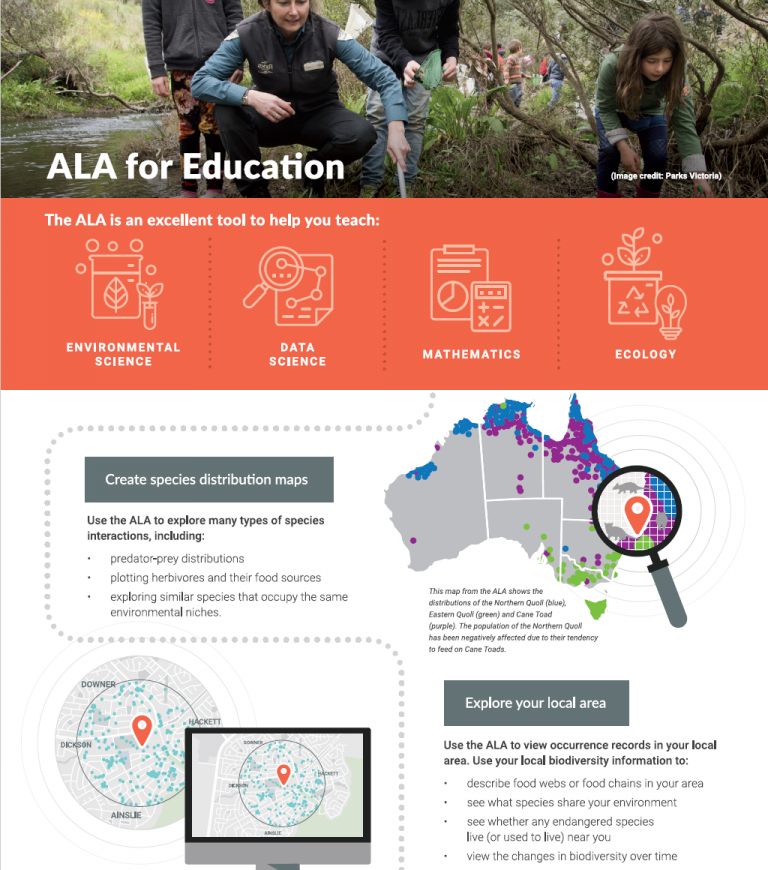 ALA for Education
(Image credit: Parks Victoria)
The ALA is an excellent tool to help you teach:
ENVIRONMENTAL
SCIENCE
DATA
SCIENCE
MATHEMATICS
ECOLOGY
Create species distribution maps
Use the ALA to explore many types of species
interactions, including:
• predator-prey distributions
• plotting herbivores and their food sources
• exploring similar species that occupy the same
environmental niches.
This map from the ALA shows the
distributions of the Northern Quoll (blue),
Eastern Quoll (green) and Cane Toad
(purple). The population of the Northern Quoll
has been negatively affected due to their tendency
to feed on Cane Toads.
DOWNER
HACKETT
DICKSON
AINSLIE
DOWNER
HACKETT
DICKSON
AINSLIE
Explore your local area
Use the ALA to view occurrence records in your local
area. Use your local biodiversity information to:
• describe food webs or food chains in your area
• see what species share your environment
• see whether any endangered species
live (or used to live) near you
• view the changes in biodiversity over time